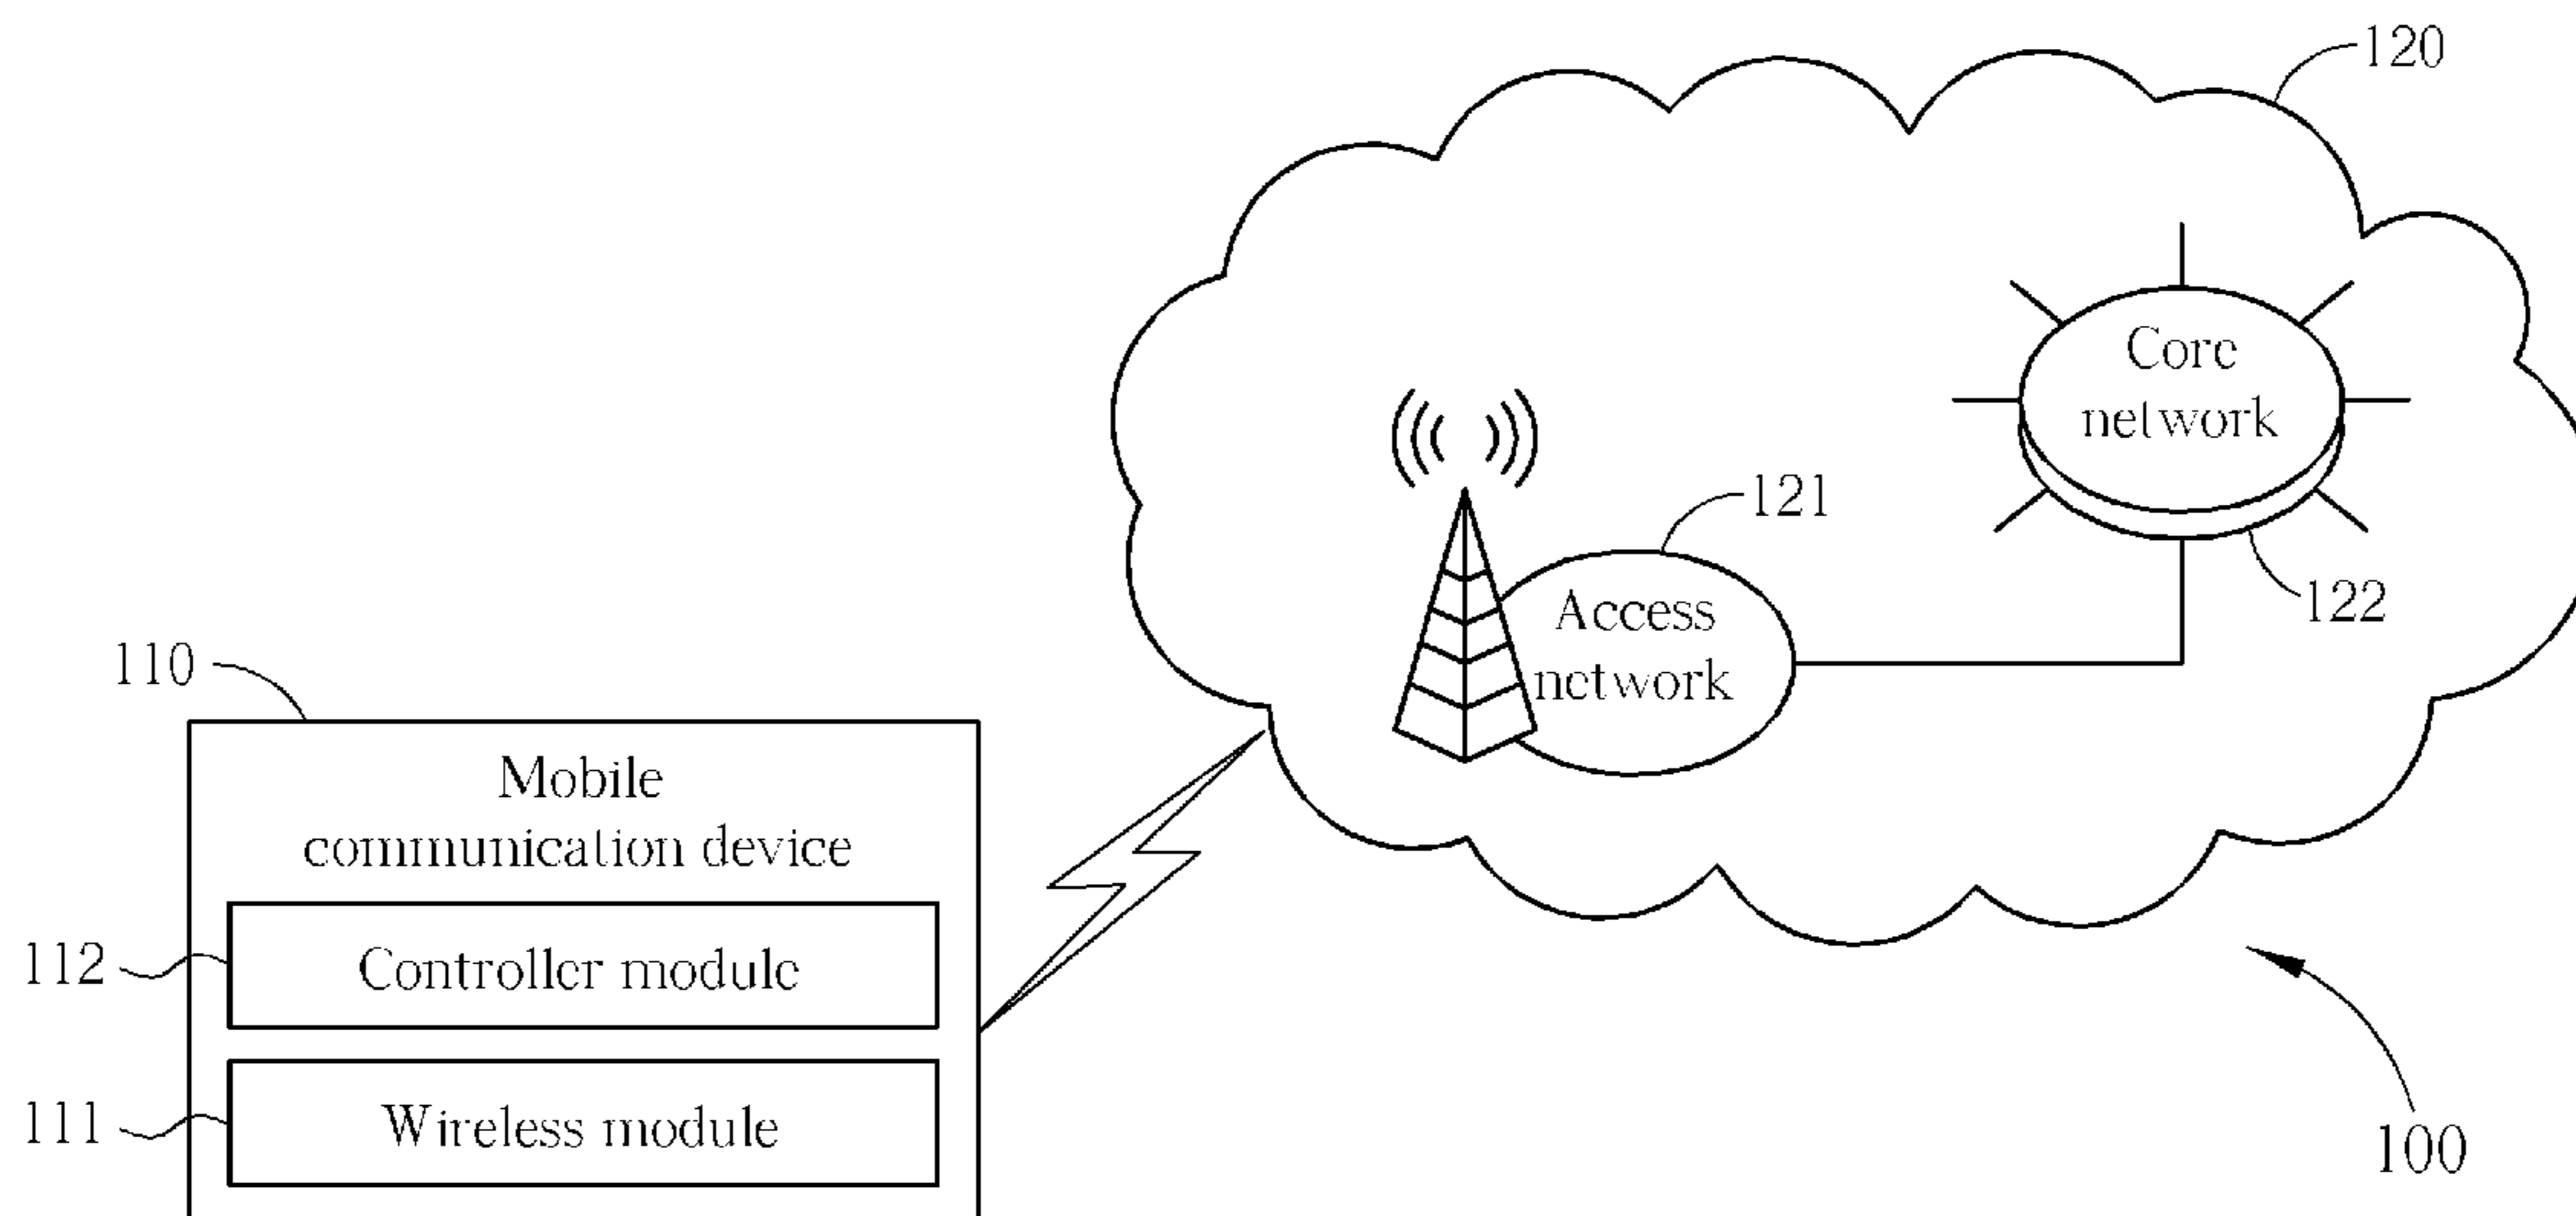 120
Core
network
121
122
Access
network
110
Mobile
communication device
112
Controller module
111
Wireless module
100